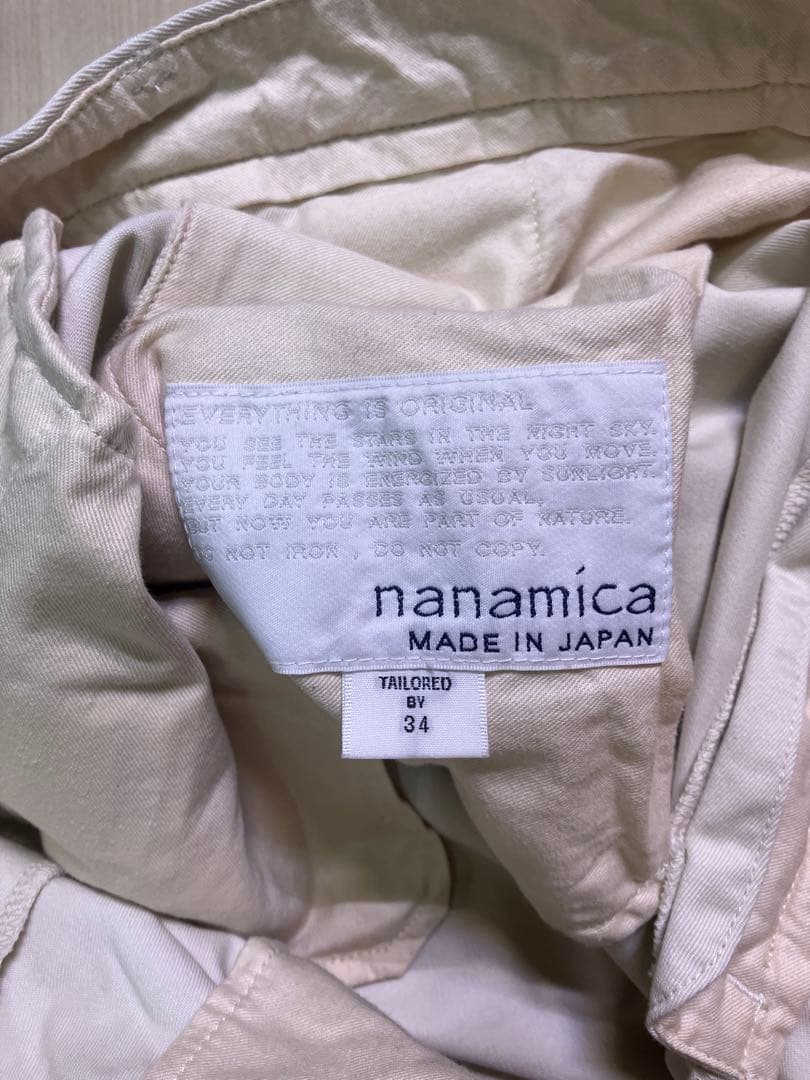 EVERYTHING IS ORIGINAL
YOU SEE THE STARS IN THE NIGHT SKY.
YOU FEEL THE WIND WHEN YOU MOVE.
YOUR BODY IS ENERGIZED BY SUNLIGHT.
EVERY DAY PASSES AS USUAL,
BUT NOW YOU ARE PART OF NATURE.
DO NOT IRON , DO NOT COPY.
nanamíca
MADE IN JAPAN
TAILORED
BY
34